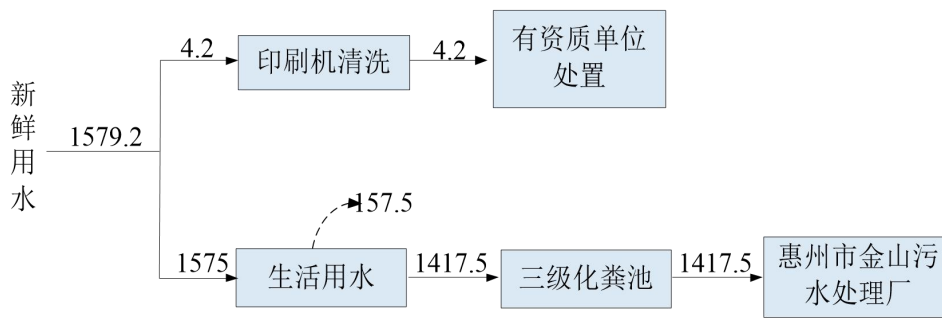 新鲜用水
1579.2
4.2
印刷机清洗
4.2
有资质单位
处置
157.5
1575
生活用水
1417.5
三级化粪池
1417.5
惠州市金山污
水处理厂